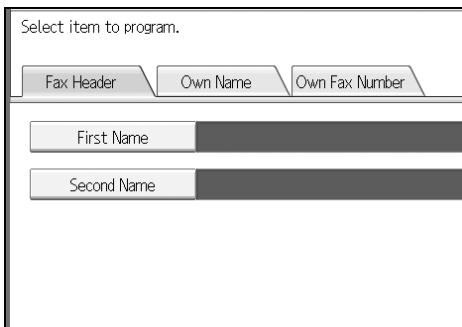 Select item to program.
Fax Header Own Name Own Fax Number
First Name
Second Name